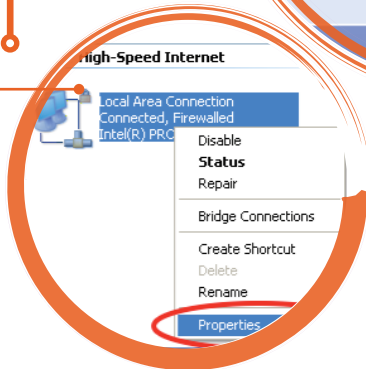 High-Speed Internet
Local Area Connection
Connected, Firewalled
Intel(R) PRO
Disable
Status
Repair
Bridge Connections
Create Shortcut
Delete
Rename
Properties